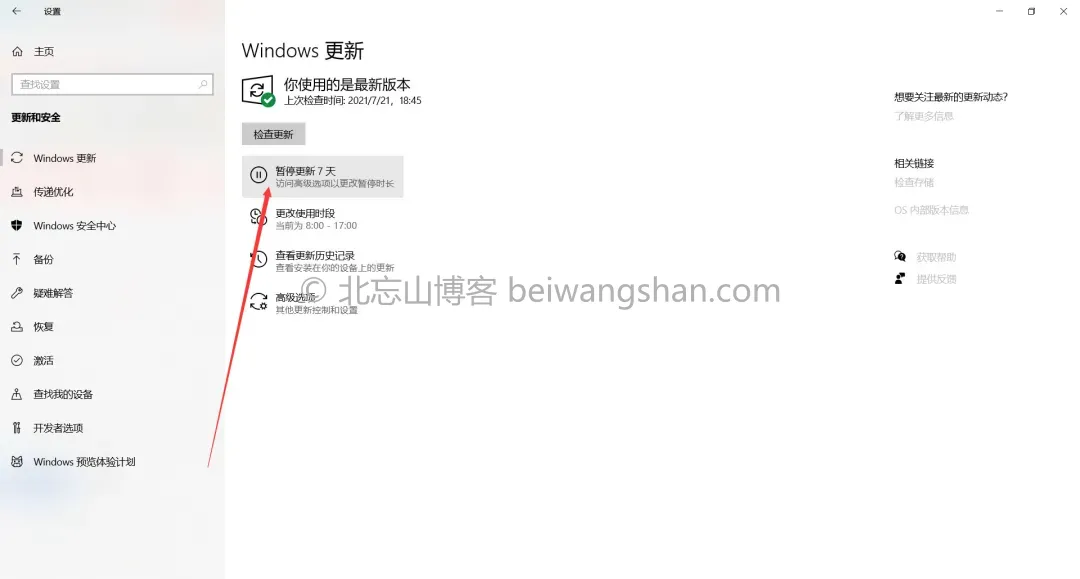 设置
主页
查找设置
更新和安全
Windows 更新
传递优化
Windows 安全中心
备份
疑难解答
恢复
激活
查找我的设备
开发者选项
Windows 预览体验计划
Windows 更新
你使用的是最新版本
上次检查时间: 2021/7/21，18:45
检查更新
暂停更新 7 天
访问高级选项以更改暂停时长
更改使用时段
当前为 8:00 - 17:00
查看更新历史记录
查看安装在你的设备上的更新
高级选项
其他更新控制和设置
© 北忘山博客 beiwangshan.com
想要关注最新的更新动态?
了解更多信息
相关链接
检查存储
OS 内部版本信息
获取帮助
提供反馈